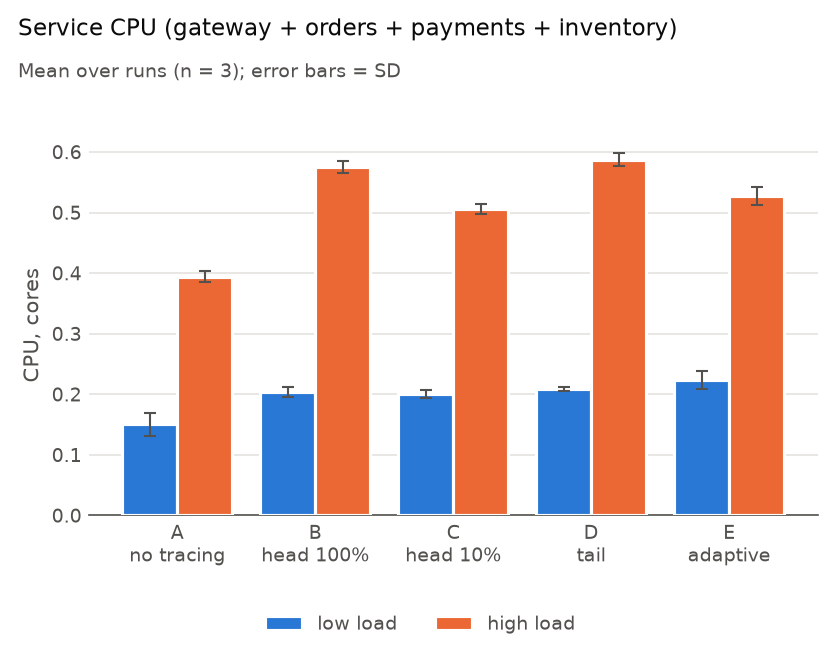 Service CPU (gateway + orders + payments + inventory)
Mean over runs (n = 3); error bars = SD
CPU, cores
0.6
0.5
0.4
0.3
0.2
0.1
0.0
A B C D E
no tracing head 100% head 10% tail adaptive
low load high load